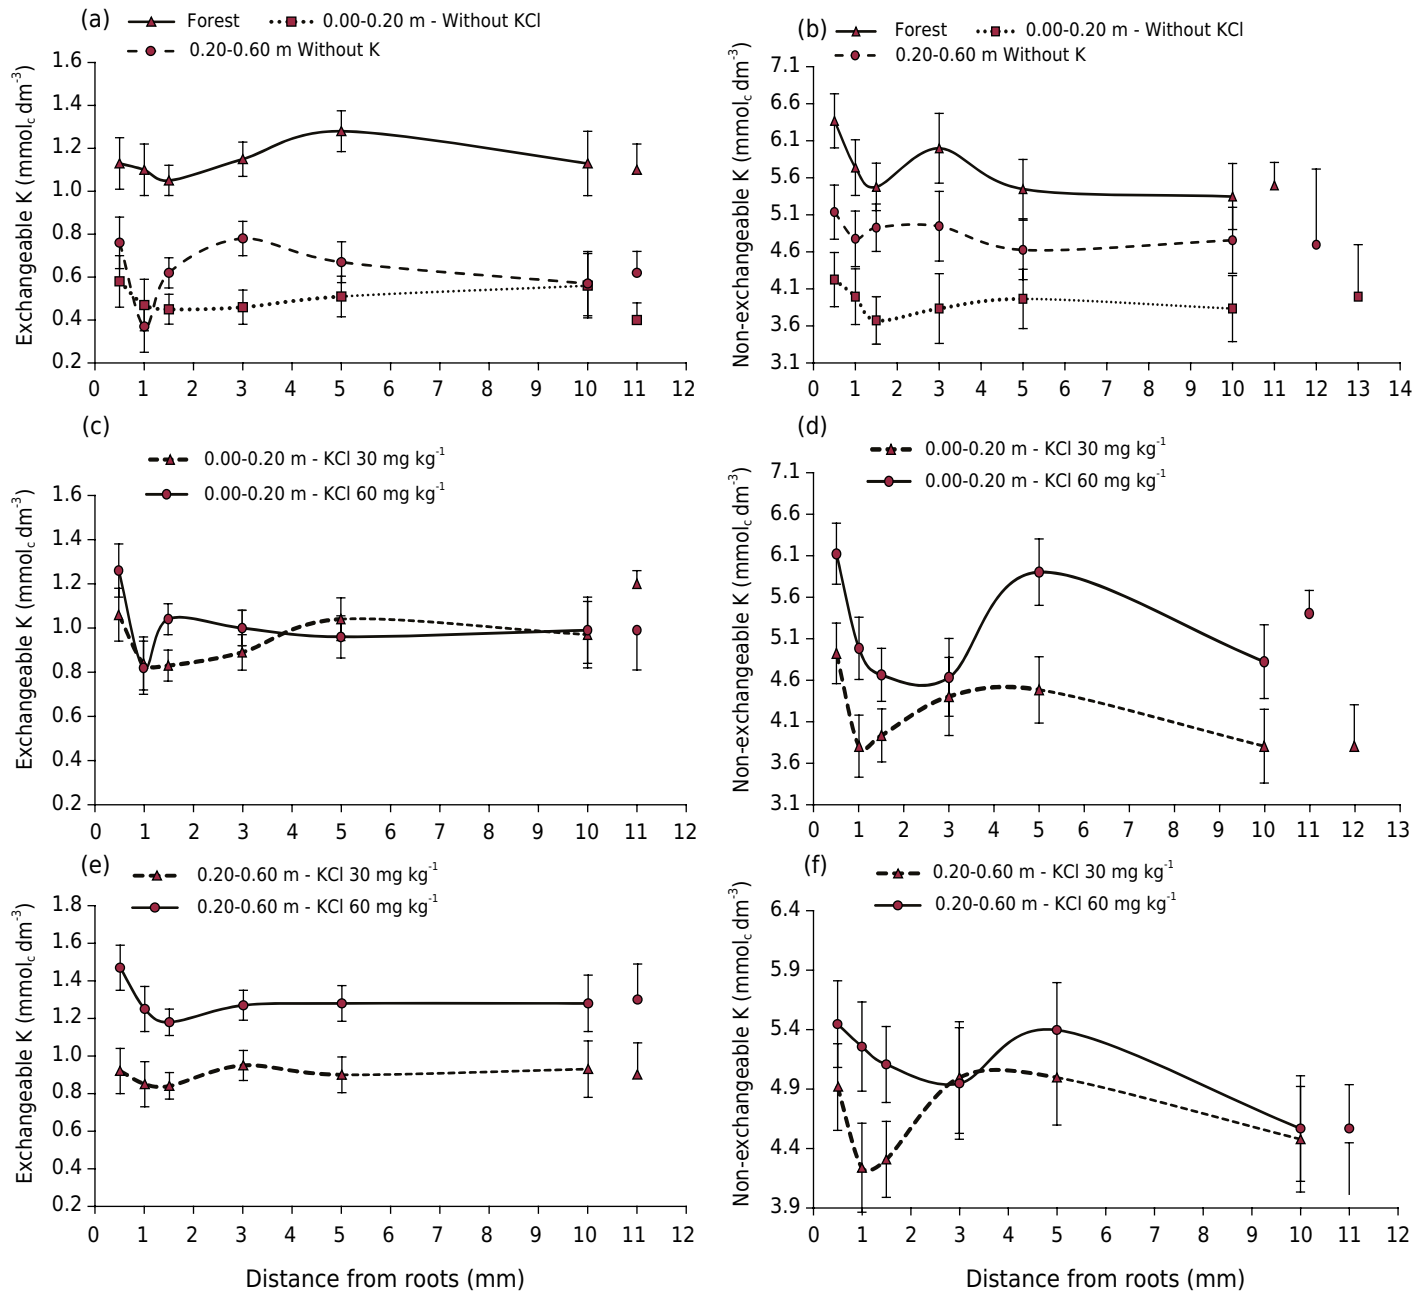 (a)
Forest
0.00-0.20 m - Without KCl
0.20-0.60 m Without K
Exchangeable K (mmolc dm-3)
1.6
1.4
1.2
1.0
0.8
0.6
0.4
0.2
0 1 2 3 4 5 6 7 8 9 10 11 12
(b)
Forest
0.00-0.20 m - Without KCl
0.20-0.60 m Without K
Non-exchangeable K (mmolc dm-3)
7.1
6.6
6.1
5.6
5.1
4.6
4.1
3.6
3.1
0 1 2 3 4 5 6 7 8 9 10 11 12 13 14
(c)
0.00-0.20 m - KCl 30 mg kg-1
0.00-0.20 m - KCl 60 mg kg-1
Exchangeable K (mmolc dm-3)
1.6
1.4
1.2
1.0
0.8
0.6
0.4
0.2
0 1 2 3 4 5 6 7 8 9 10 11 12
(d)
0.00-0.20 m - KCl 30 mg kg-1
0.00-0.20 m - KCl 60 mg kg-1
Non-exchangeable K (mmolc dm-3)
7.1
6.6
6.1
5.6
5.1
4.6
4.1
3.6
3.1
0 1 2 3 4 5 6 7 8 9 10 11 12 13
(e)
0.20-0.60 m - KCl 30 mg kg-1
0.20-0.60 m - KCl 60 mg kg-1
Exchangeable K (mmolc dm-3)
1.8
1.6
1.4
1.2
1.0
0.8
0.6
0.4
0.2
0 1 2 3 4 5 6 7 8 9 10 11 12
Distance from roots (mm)
(f)
0.20-0.60 m - KCl 30 mg kg-1
0.20-0.60 m - KCl 60 mg kg-1
Non-exchangeable K (mmolc dm-3)
6.4
5.9
5.4
4.9
4.4
3.9
0 1 2 3 4 5 6 7 8 9 10 11 12
Distance from roots (mm)